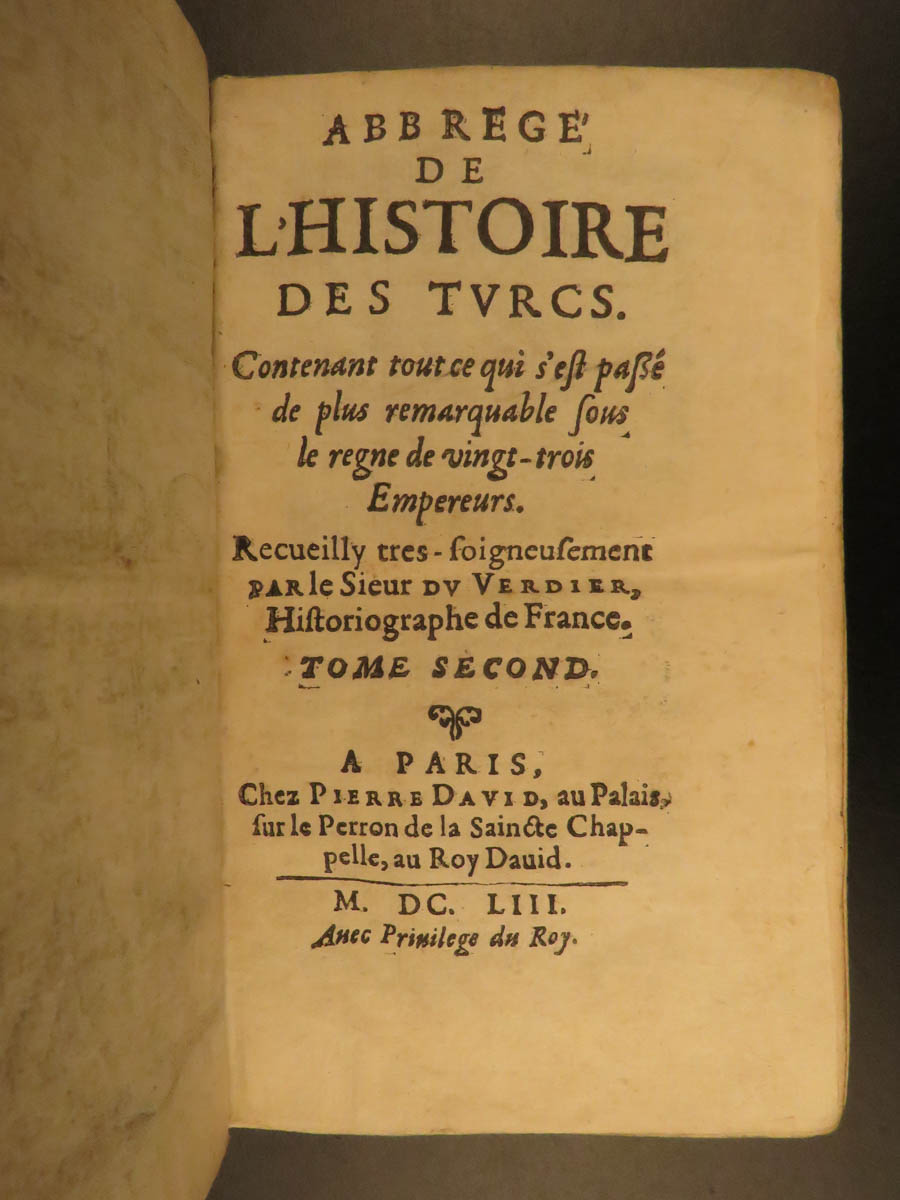 ABBREGÉ
DE
L'HISTOIRE
DES TVRCS.
Contenant tout ce qui s'eſt paßé
de plus remarquable ſous
le regne de vingt-trois
Empereurs.
Recueilly tres-ſoigneuſement
PAR le Sieur DV VERDIER,
Hiſtoriographe de France.
TOME SECOND.
A PARIS,
Chez PIERRE DAVID, au Palais,
ſur le Perron de la Saincte Chap-
pelle, au Roy Dauid.
M. DC. LIII.
Auec Priuilege du Roy.